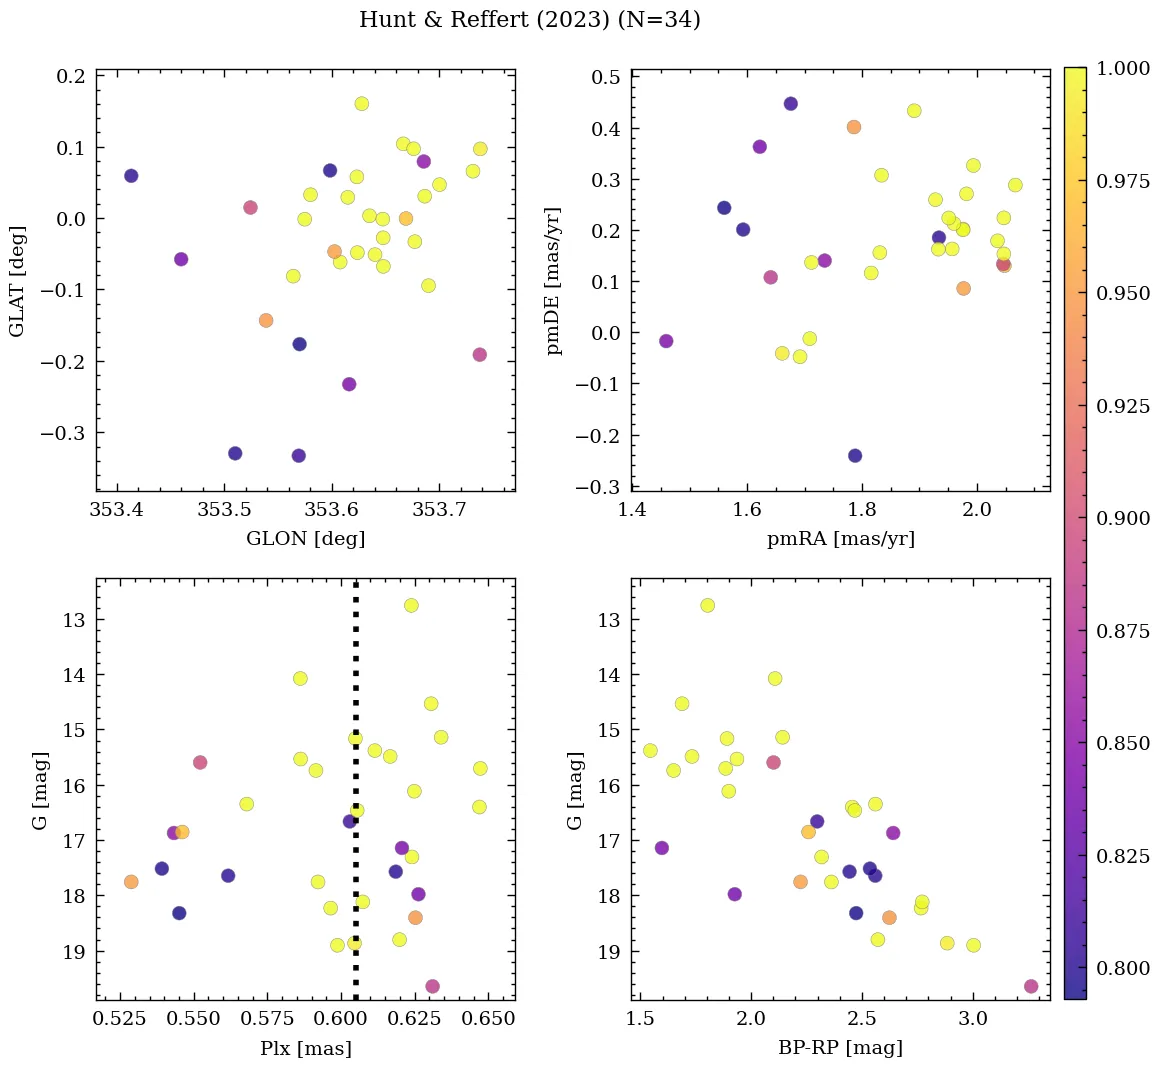 Hunt & Reffert (2023) (N=34)
0.2
0.1
0.0
−0.1
−0.2
−0.3
GLAT [deg]
353.4 353.5 353.6 353.7
GLON [deg]
0.5
0.4
0.3
0.2
0.1
0.0
−0.1
−0.2
−0.3
pmDE [mas/yr]
1.4 1.6 1.8 2.0
pmRA [mas/yr]
13
14
15
16
17
18
19
G [mag]
0.525 0.550 0.575 0.600 0.625 0.650
Plx [mas]
13
14
15
16
17
18
19
G [mag]
1.5 2.0 2.5 3.0
BP-RP [mag]
1.000
0.975
0.950
0.925
0.900
0.875
0.850
0.825
0.800